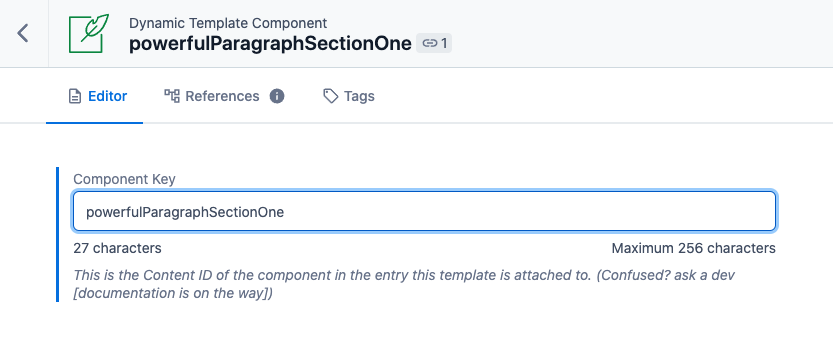 Dynamic Template Component
powerfulParagraphSectionOne 1
Editor References Tags
Component Key
powerfulParagraphSectionOne
27 characters Maximum 256 characters
This is the Content ID of the component in the entry this template is attached to. (Confused? ask a dev
[documentation is on the way])